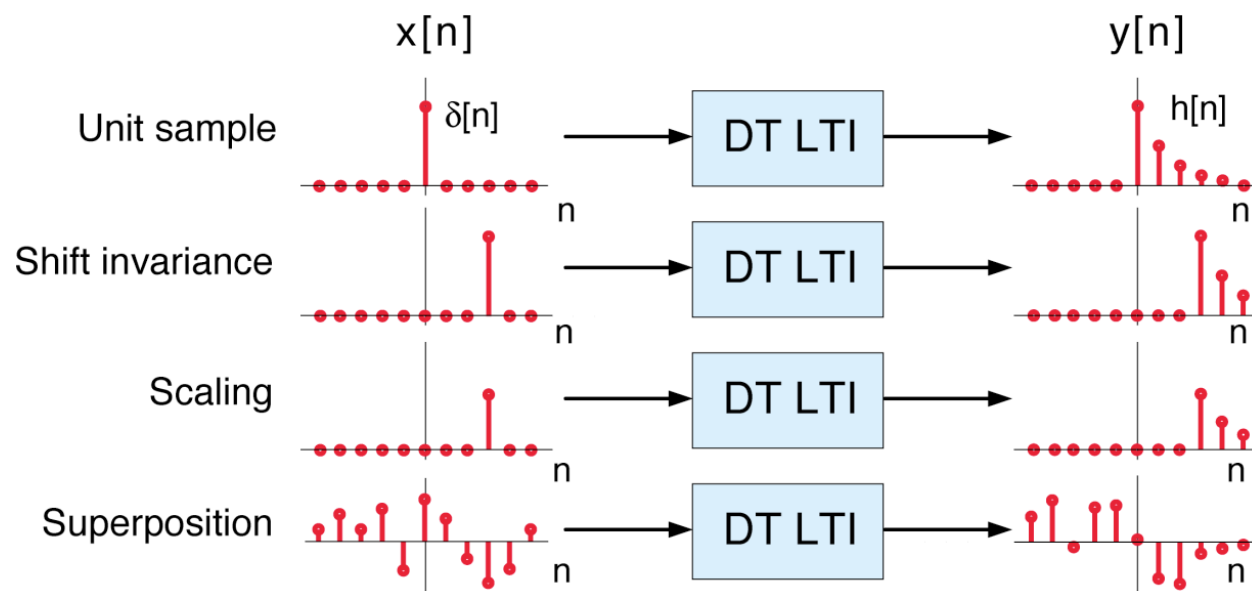 x[n] y[n]
Unit sample δ[n] DT LTI h[n]
n n
Shift invariance DT LTI
n n
Scaling DT LTI
n n
Superposition DT LTI
n n